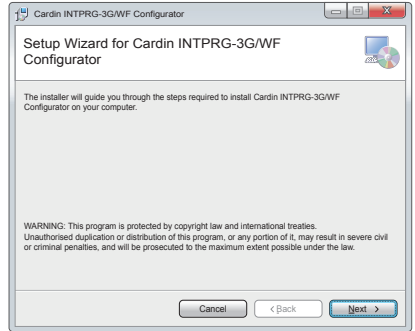 Cardin INTPRG-3G/WF Configurator
Setup Wizard for Cardin INTPRG-3G/WF
Configurator
The installer will guide you through the steps required to install Cardin INTPRG-3G/WF
Configurator on your computer.
WARNING: This program is protected by copyright law and international treaties.
Unauthorised duplication or distribution of this program, or any portion of it, may result in severe civil
or criminal penalties, and will be prosecuted to the maximum extent possible under the law.
Cancel < Back Next >